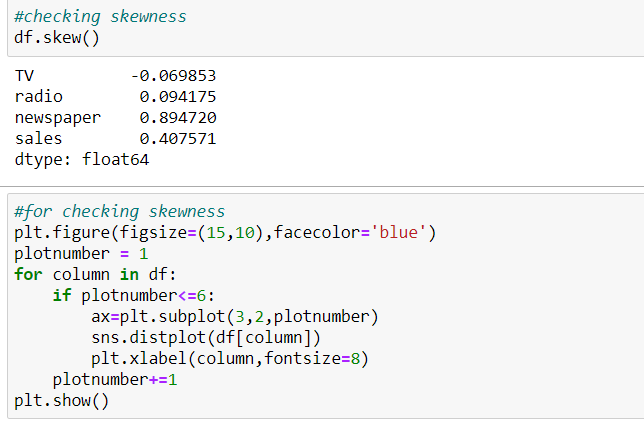 #checking skewness
df.skew()
TV          -0.069853
radio        0.094175
newspaper    0.894720
sales        0.407571
dtype: float64
#for checking skewness
plt.figure(figsize=(15,10),facecolor='blue')
plotnumber = 1
for column in df:
    if plotnumber<=6:
        ax=plt.subplot(3,2,plotnumber)
        sns.distplot(df[column])
        plt.xlabel(column,fontsize=8)
    plotnumber+=1
plt.show()